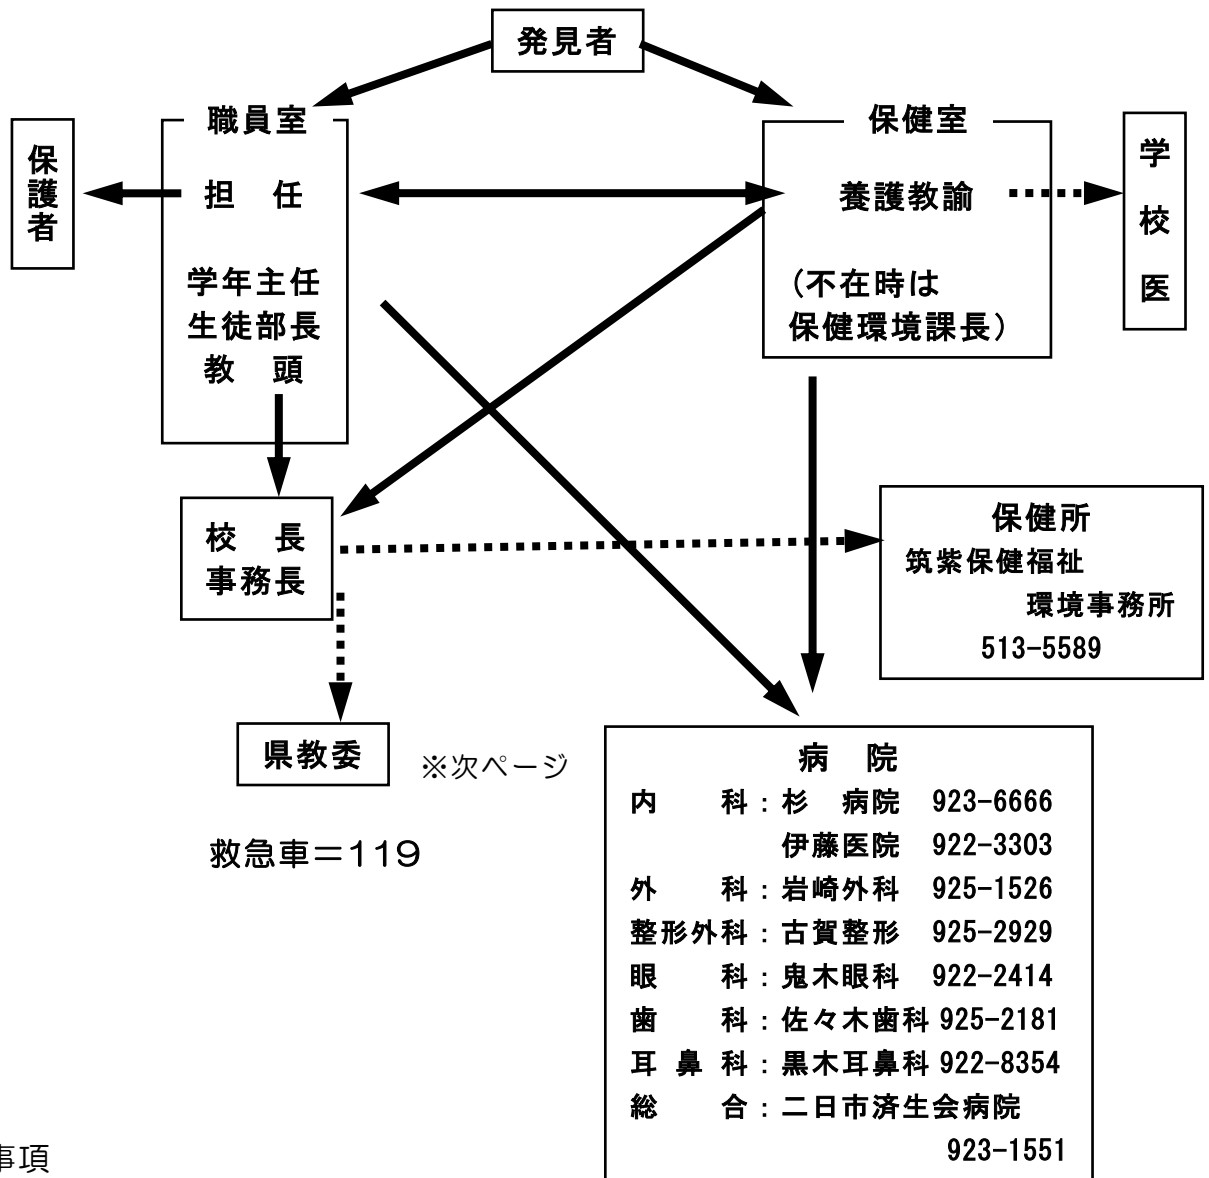 発見者
職員室
担　任
学年主任
生徒部長
教　頭
保護者
保健室
養護教諭
（不在時は
保健環境課長）
学校医
校　長
事務長
保健所
筑紫保健福祉
環境事務所
513-5589
県教委
※次ページ
救急車＝119
病　院
内　　科：杉　病院　923-6666
伊藤医院　922-3303
外　　科：岩崎外科　925-1526
整形外科：古賀整形　925-2929
眼　　科：鬼木眼科　922-2414
歯　　科：佐々木歯科 925-2181
耳 鼻 科：黒木耳鼻科 922-8354
総　　合：二日市済生会病院
923-1551
事項